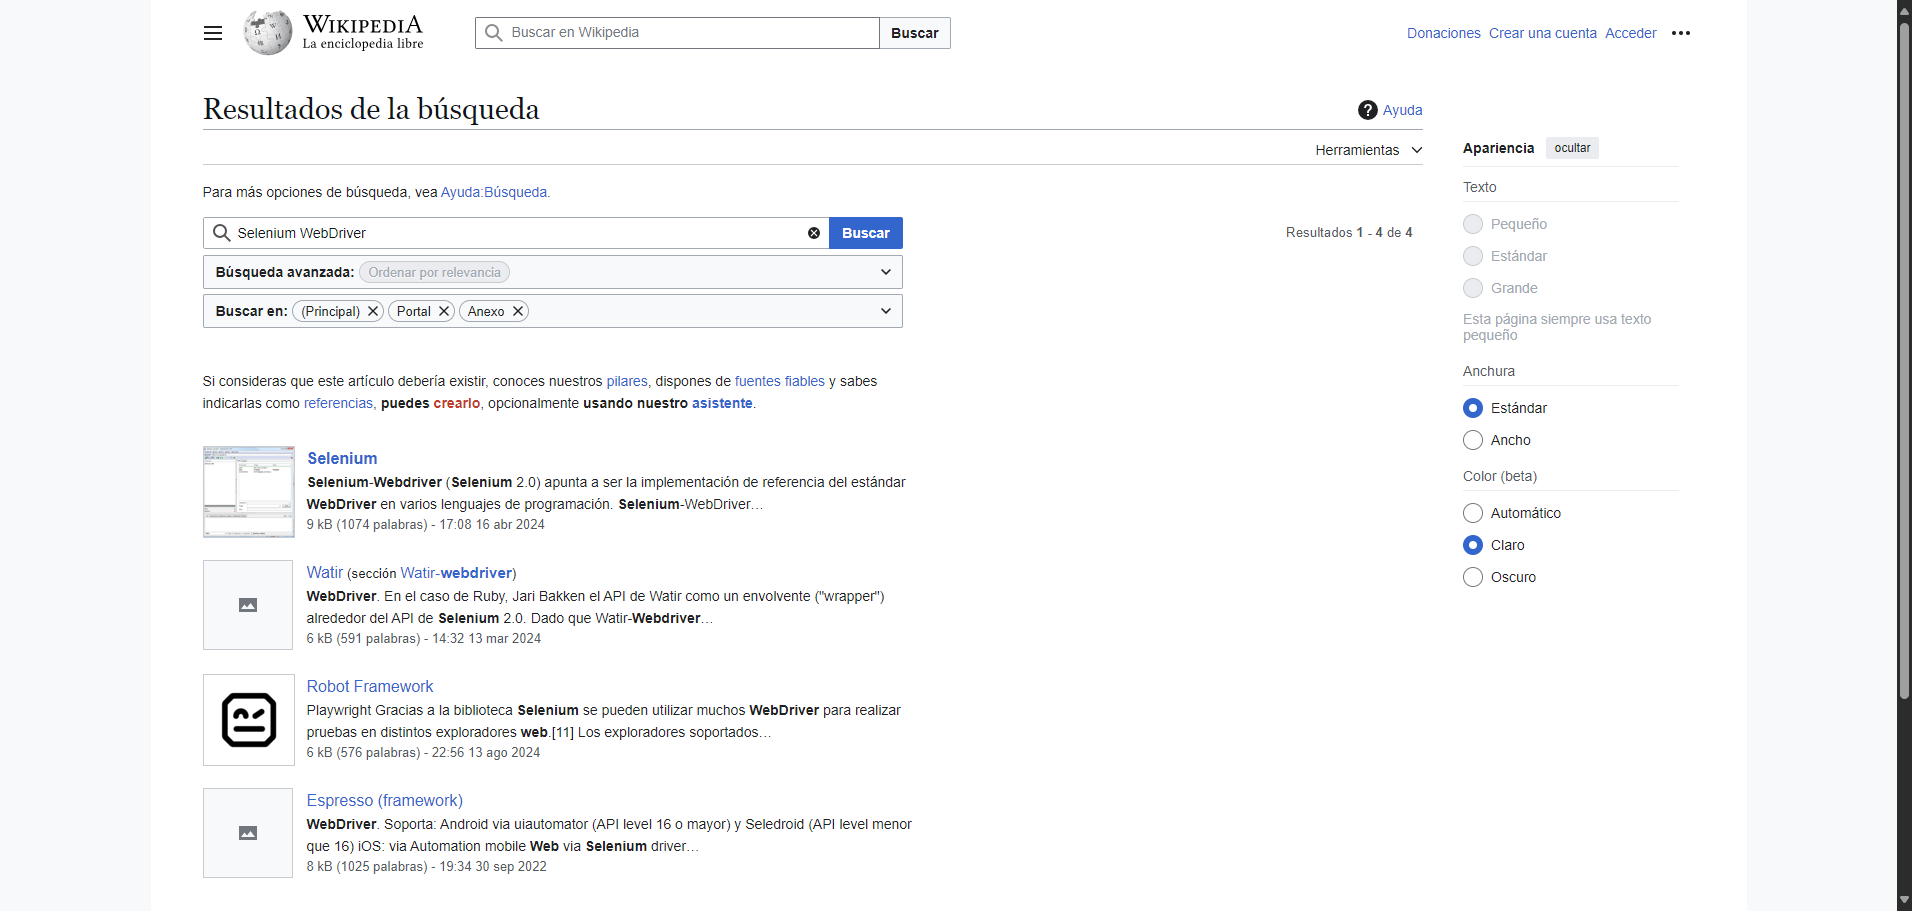 WIKIPEDIA
La enciclopedia libre
Buscar en Wikipedia
Buscar
Donaciones Crear una cuenta Acceder
Resultados de la búsqueda
Ayuda
Herramientas
Para más opciones de búsqueda, vea Ayuda:Búsqueda.
Selenium WebDriver
Buscar
Resultados 1 - 4 de 4
Búsqueda avanzada: Ordenar por relevancia
Buscar en: (Principal) Portal Anexo
Si consideras que este artículo debería existir, conoces nuestros pilares, dispones de fuentes fiables y sabes
indicarlas como referencias, puedes crearlo, opcionalmente usando nuestro asistente.
Selenium
Selenium-Webdriver (Selenium 2.0) apunta a ser la implementación de referencia del estándar
WebDriver en varios lenguajes de programación. Selenium-WebDriver…
9 kB (1074 palabras) - 17:08 16 abr 2024
Watir (sección Watir-webdriver)
WebDriver. En el caso de Ruby, Jari Bakken el API de Watir como un envolvente ("wrapper")
alrededor del API de Selenium 2.0. Dado que Watir-Webdriver…
6 kB (591 palabras) - 14:32 13 mar 2024
Robot Framework
Playwright Gracias a la biblioteca Selenium se pueden utilizar muchos WebDriver para realizar
pruebas en distintos exploradores web.[11] Los exploradores soportados…
6 kB (576 palabras) - 22:56 13 ago 2024
Espresso (framework)
WebDriver. Soporta: Android via uiautomator (API level 16 o mayor) y Seledroid (API level menor
que 16) iOS: via Automation mobile Web via Selenium driver…
8 kB (1025 palabras) - 19:34 30 sep 2022
Apariencia ocultar
Texto
Pequeño
Estándar
Grande
Esta página siempre usa texto
pequeño
Anchura
Estándar
Ancho
Color (beta)
Automático
Claro
Oscuro